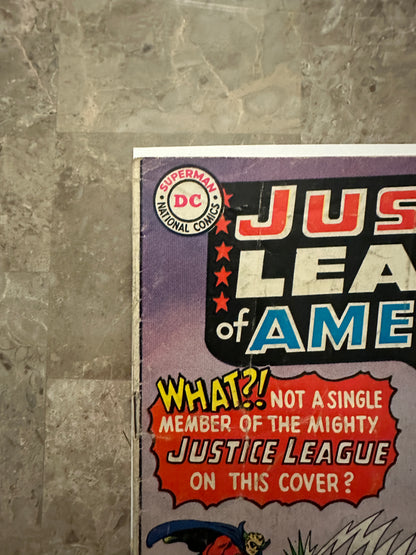 SUPERMAN
DC
NATIONAL COMICS
JUS
LEA
of AME
WHAT?! NOT A SINGLE
MEMBER OF THE MIGHTY
JUSTICE LEAGUE
ON THIS COVER?